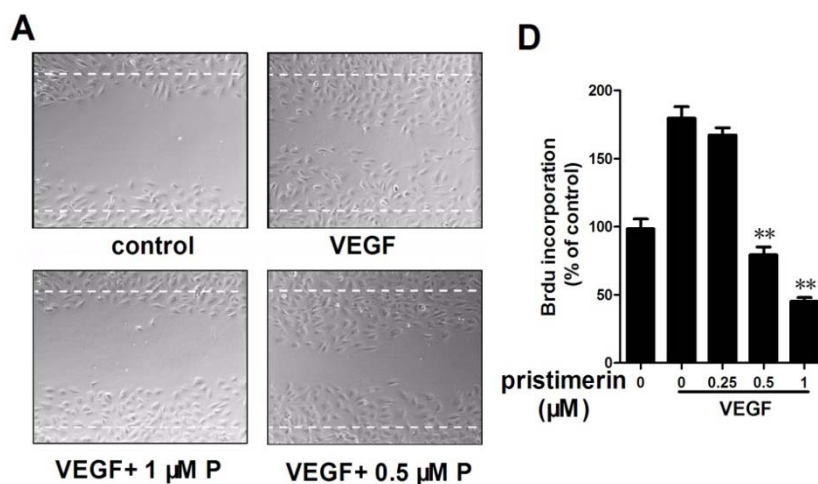 A
control
VEGF
VEGF+ 1 µM P
VEGF+ 0.5 µM P
D
Brdu incorporation
(% of control)
200
150
100
50
0
**
**
pristimerin
(µM)
0 0 0.25 0.5 1
VEGF